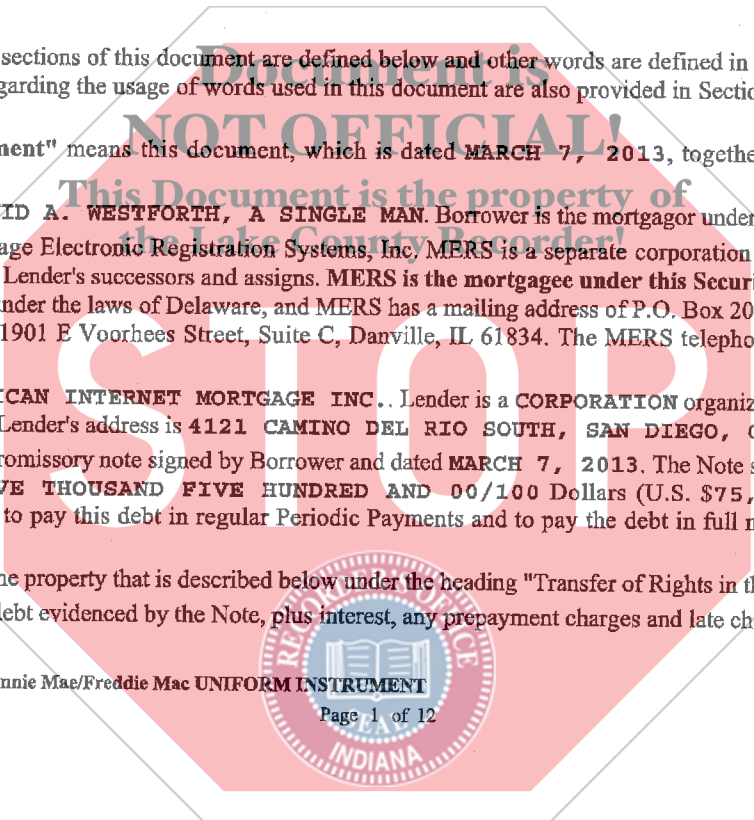 sections of this document are defined below and other words are defined in
garding the usage of words used in this document are also provided in Sectio
Document is
NOT OFFICIAL!
ment" means this document, which is dated MARCH 7, 2013, togethe
This Document is the property of
ID A. WESTFORTH, A SINGLE MAN. Borrower is the mortgagor under
the Lake County Recorder!
age Electronic Registration Systems, Inc. MERS is a separate corporation
Lender's successors and assigns. MERS is the mortgagee under this Securi
nder the laws of Delaware, and MERS has a mailing address of P.O. Box 20
1901 E Voorhees Street, Suite C, Danville, IL 61834. The MERS telepho
STOP
ICAN INTERNET MORTGAGE INC.. Lender is a CORPORATION organiz
Lender's address is 4121 CAMINO DEL RIO SOUTH, SAN DIEGO, C
romissory note signed by Borrower and dated MARCH 7, 2013. The Note s
VE THOUSAND FIVE HUNDRED AND 00/100 Dollars (U.S. $75,
to pay this debt in regular Periodic Payments and to pay the debt in full n
he property that is described below under the heading "Transfer of Rights in th
debt evidenced by the Note, plus interest, any prepayment charges and late ch
RECORDER'S OFFICE
nnie Mae/Freddie Mac UNIFORM INSTRUMENT
Page 1 of 12
SEAL
INDIANA